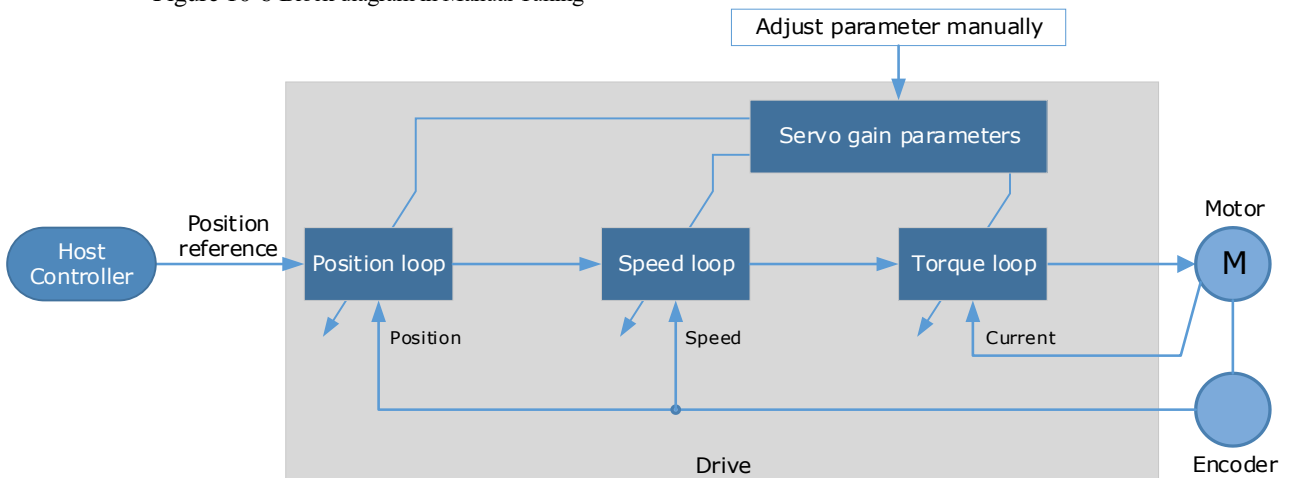 Adjust parameter manually
Servo gain parameters
Host
Controller
Position
reference
Position loop
Speed loop
Torque loop
Motor
M
Position
Speed
Current
Drive
Encoder